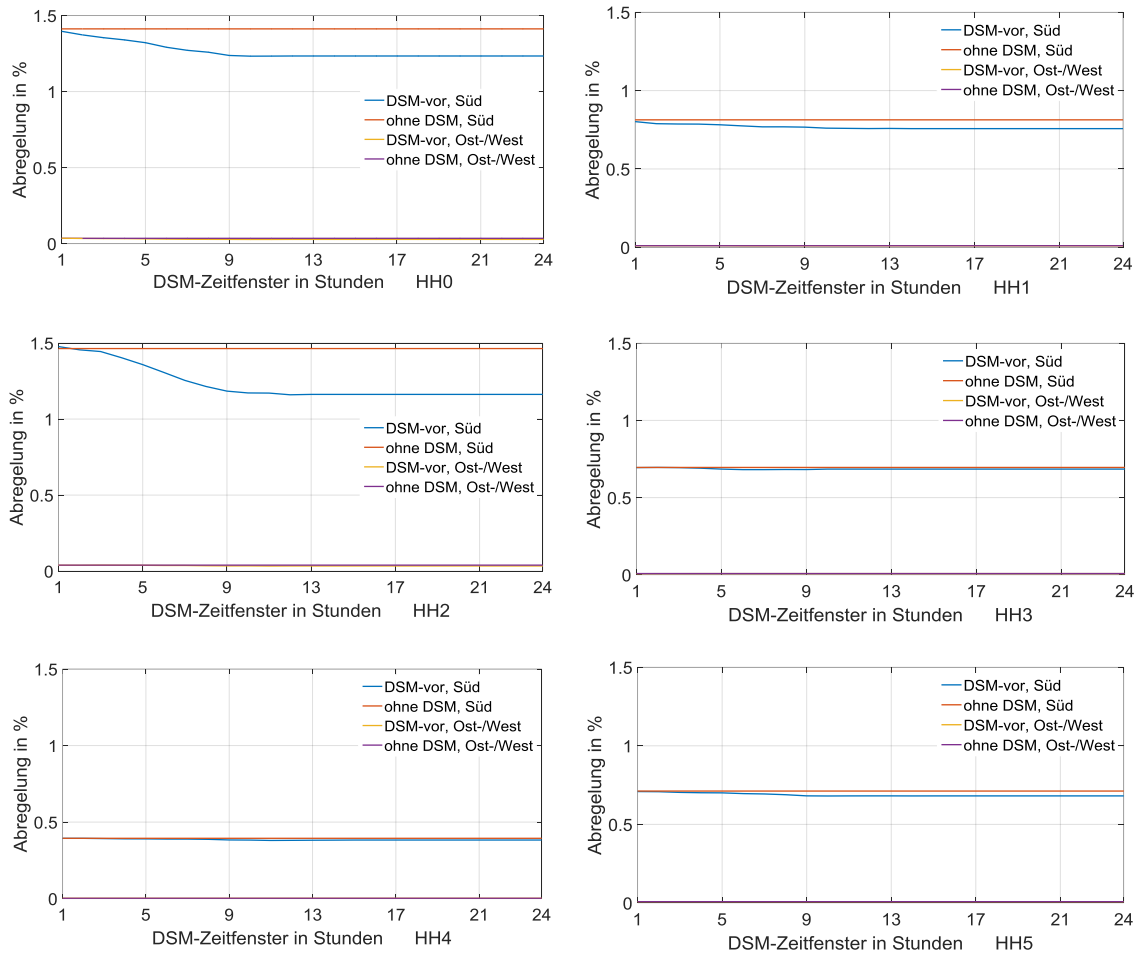 1.5
1
0.5
0
Abregelung in %
DSM-vor, Süd
ohne DSM, Süd
DSM-vor, Ost-/West
ohne DSM, Ost-/West
1 5 9 13 17 21 24
DSM-Zeitfenster in Stunden HH0
1.5
1
0.5
0
Abregelung in %
DSM-vor, Süd
ohne DSM, Süd
DSM-vor, Ost-/West
ohne DSM, Ost-/West
1 5 9 13 17 21 24
DSM-Zeitfenster in Stunden HH1
1.5
1
0.5
0
Abregelung in %
DSM-vor, Süd
ohne DSM, Süd
DSM-vor, Ost-/West
ohne DSM, Ost-/West
1 5 9 13 17 21 24
DSM-Zeitfenster in Stunden HH2
1.5
1
0.5
0
Abregelung in %
DSM-vor, Süd
ohne DSM, Süd
DSM-vor, Ost-/West
ohne DSM, Ost-/West
1 5 9 13 17 21 24
DSM-Zeitfenster in Stunden HH3
1.5
1
0.5
0
Abregelung in %
DSM-vor, Süd
ohne DSM, Süd
DSM-vor, Ost-/West
ohne DSM, Ost-/West
1 5 9 13 17 21 24
DSM-Zeitfenster in Stunden HH4
1.5
1
0.5
0
Abregelung in %
DSM-vor, Süd
ohne DSM, Süd
DSM-vor, Ost-/West
ohne DSM, Ost-/West
1 5 9 13 17 21 24
DSM-Zeitfenster in Stunden HH5